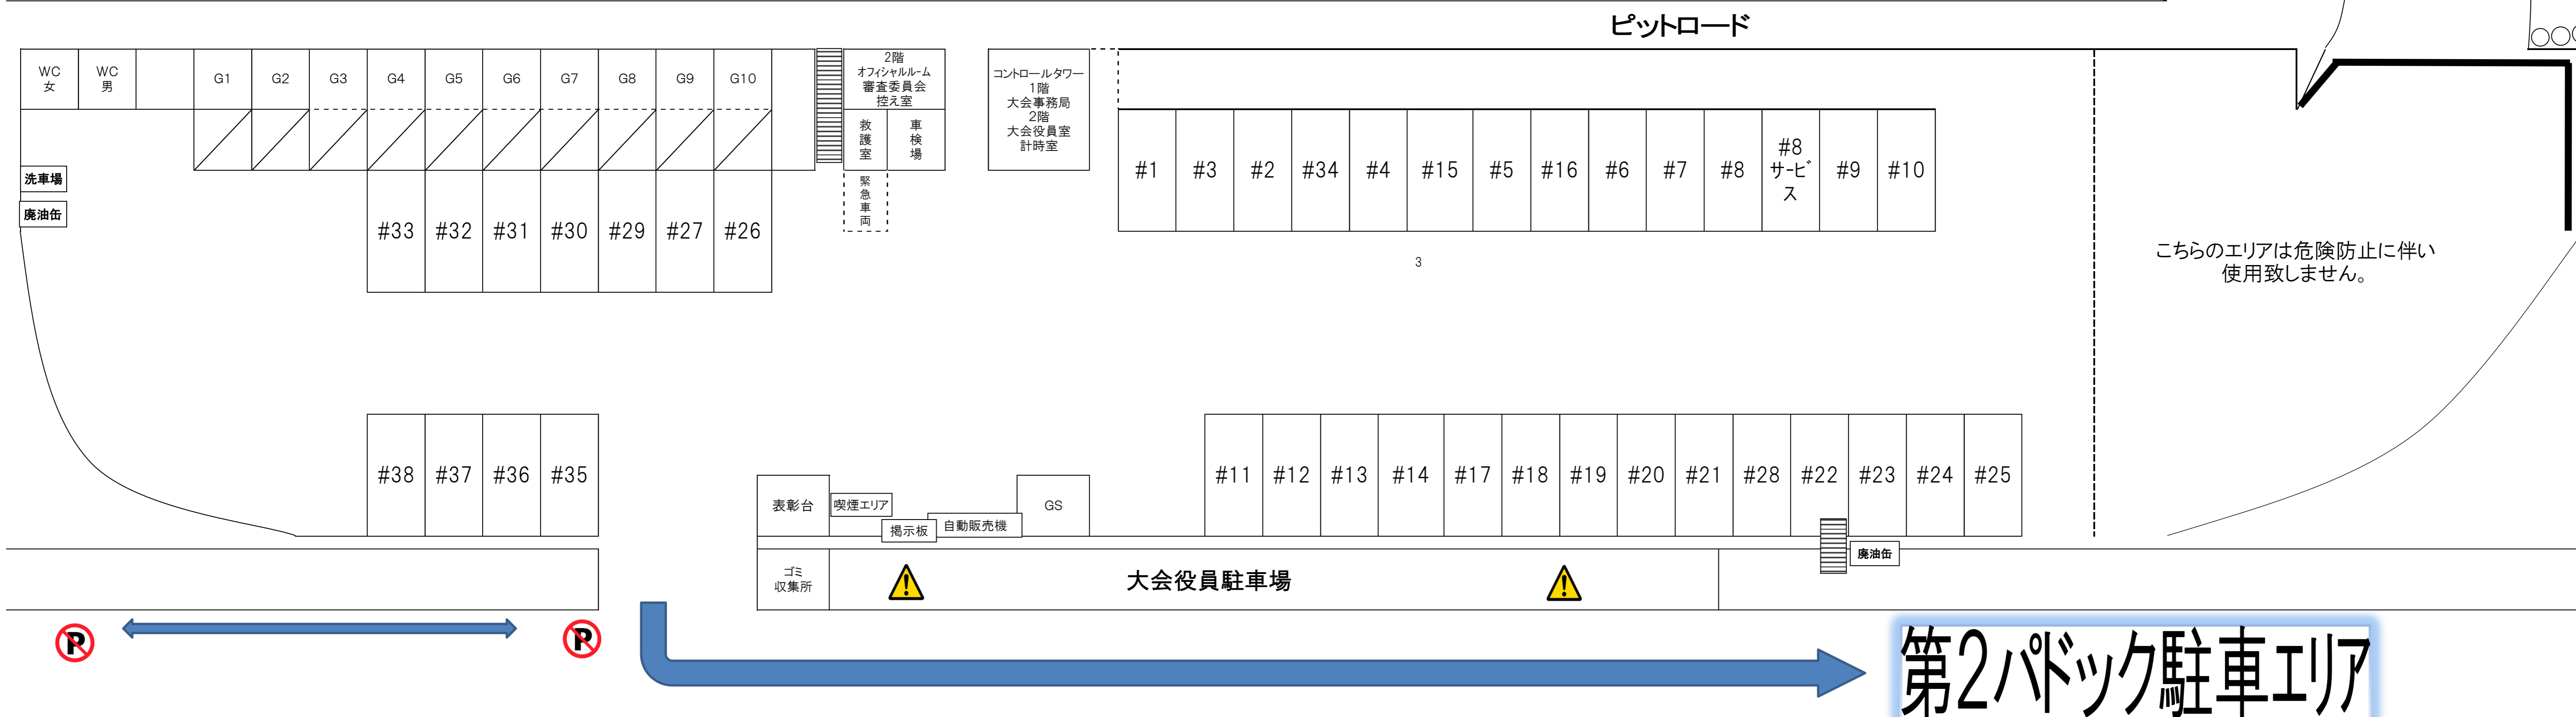 ピットロード
WC
女
WC
男
G1
G2
G3
G4
G5
G6
G7
G8
G9
G10
2階
オフィシャルルーム
審査委員会
控え室
救護室
車検場
緊急車両
コントロールタワー
1階
大会事務局
2階
大会役員室
計時室
#1
#3
#2
#34
#4
#15
#5
#16
#6
#7
#8
#8
サービ
ス
#9
#10
洗車場
廃油缶
#33
#32
#31
#30
#29
#27
#26
3
こちらのエリアは危険防止に伴い
使用致しません。
#38
#37
#36
#35
表彰台
喫煙エリア
掲示板
自動販売機
GS
#11
#12
#13
#14
#17
#18
#19
#20
#21
#28
#22
#23
#24
#25
廃油缶
ゴミ
収集所
大会役員駐車場
P
P
第2パドック駐車エリア